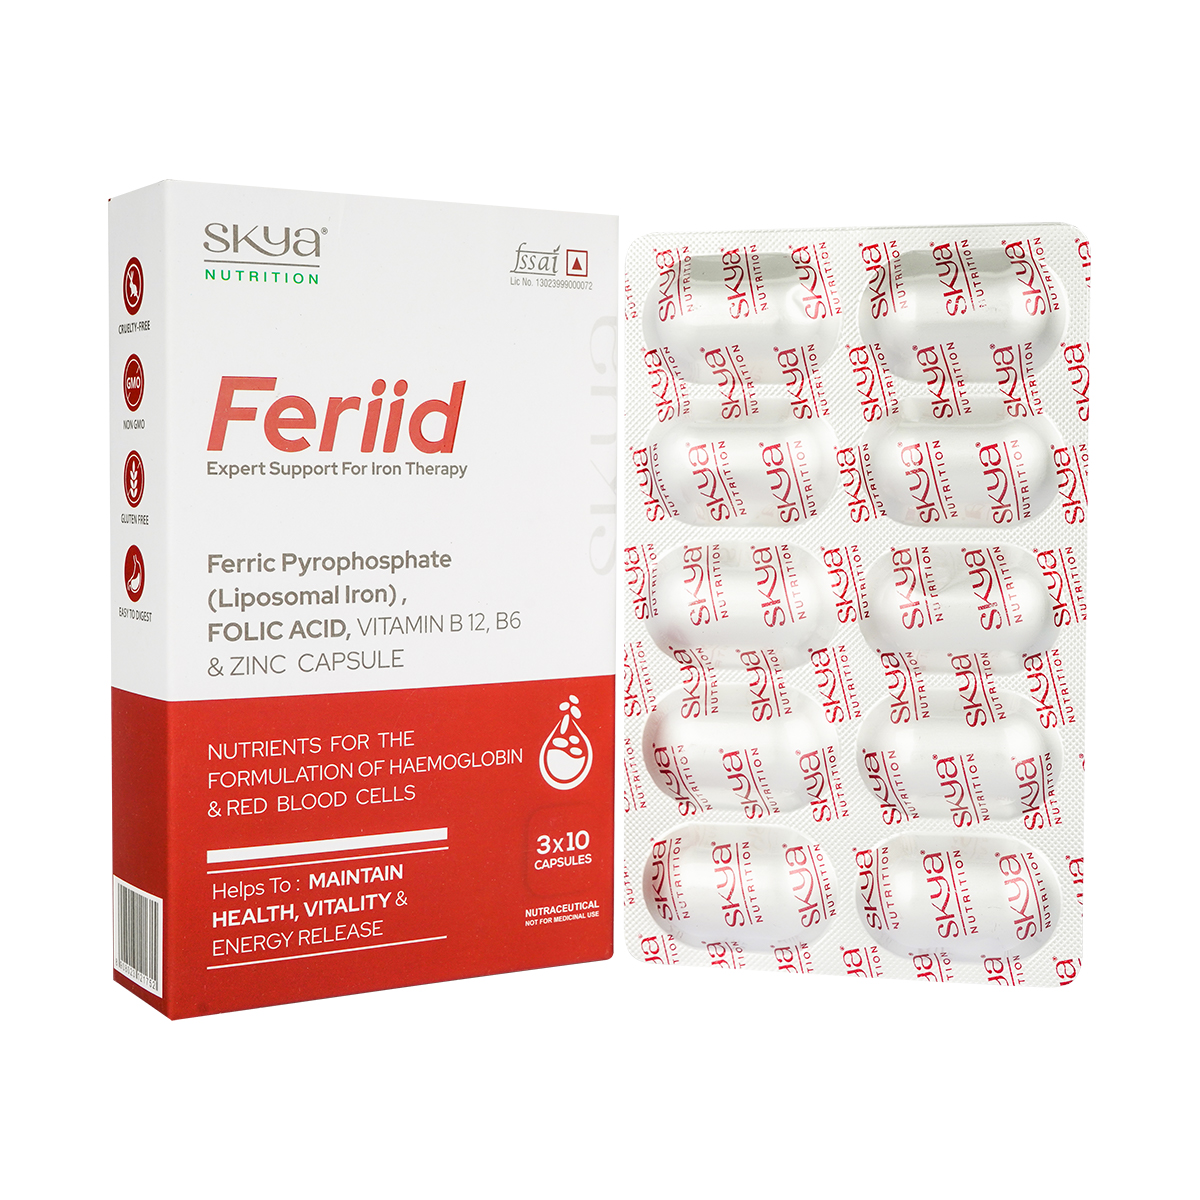 SKYa®
NUTRITION
fssai
Lic No. 13023999000072
CRUELTY-FREE
GMO
NON GMO
GLUTEN FREE
EASY TO DIGEST
Feriid
Expert Support For Iron Therapy
Ferric Pyrophosphate
(Liposomal Iron) ,
FOLIC ACID, VITAMIN B 12, B6
& ZINC CAPSULE
SKYa
NUTRIENTS FOR THE
FORMULATION OF HAEMOGLOBIN
& RED BLOOD CELLS
3 x 10
CAPSULES
Helps To : MAINTAIN
HEALTH, VITALITY &
ENERGY RELEASE
NUTRACEUTICAL
NOT FOR MEDICINAL USE
SKYa®
NUTRITION